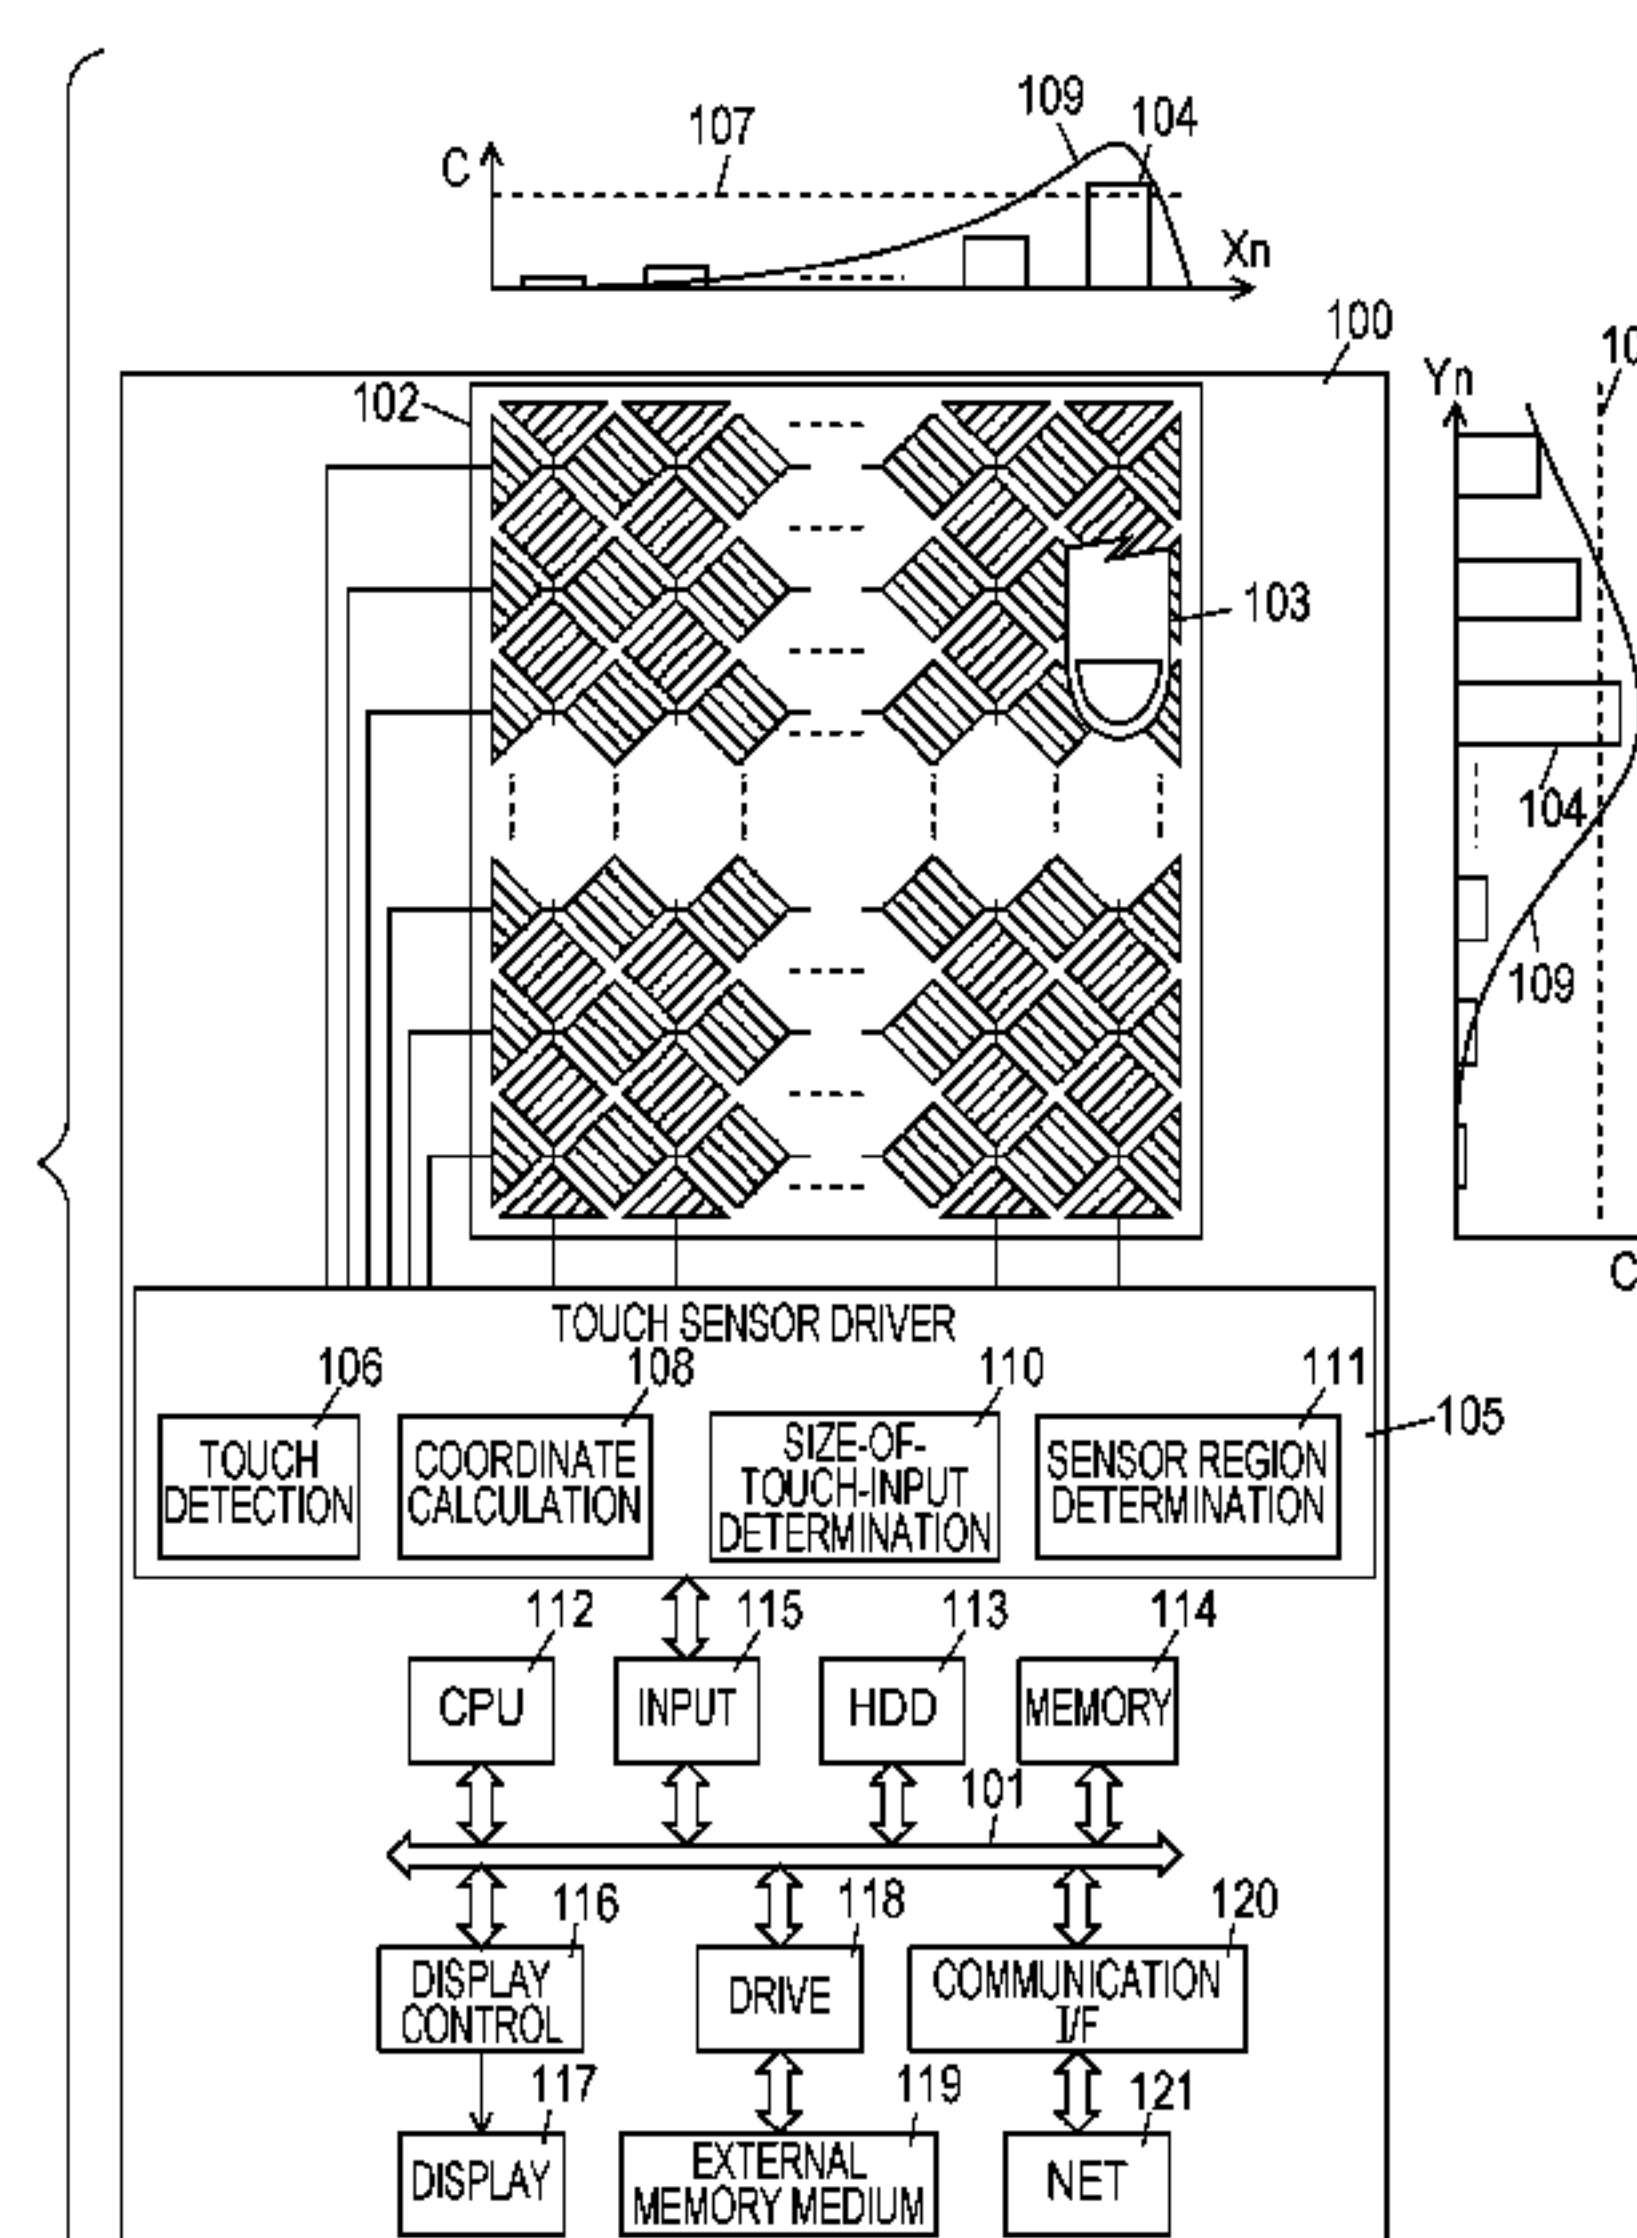 109
104
107
C
Xn
100
102
Yn
103
104
109
C
TOUCH SENSOR DRIVER
106
108
110
111
105
TOUCH
DETECTION
COORDINATE
CALCULATION
SIZE-OF-
TOUCH-INPUT
DETERMINATION
SENSOR REGION
DETERMINATION
112
115
113
114
CPU
INPUT
HDD
MEMORY
101
116
118
120
DISPLAY
CONTROL
DRIVE
COMMUNICATION
I/F
117
119
121
DISPLAY
EXTERNAL
MEMORY MEDIUM
NET